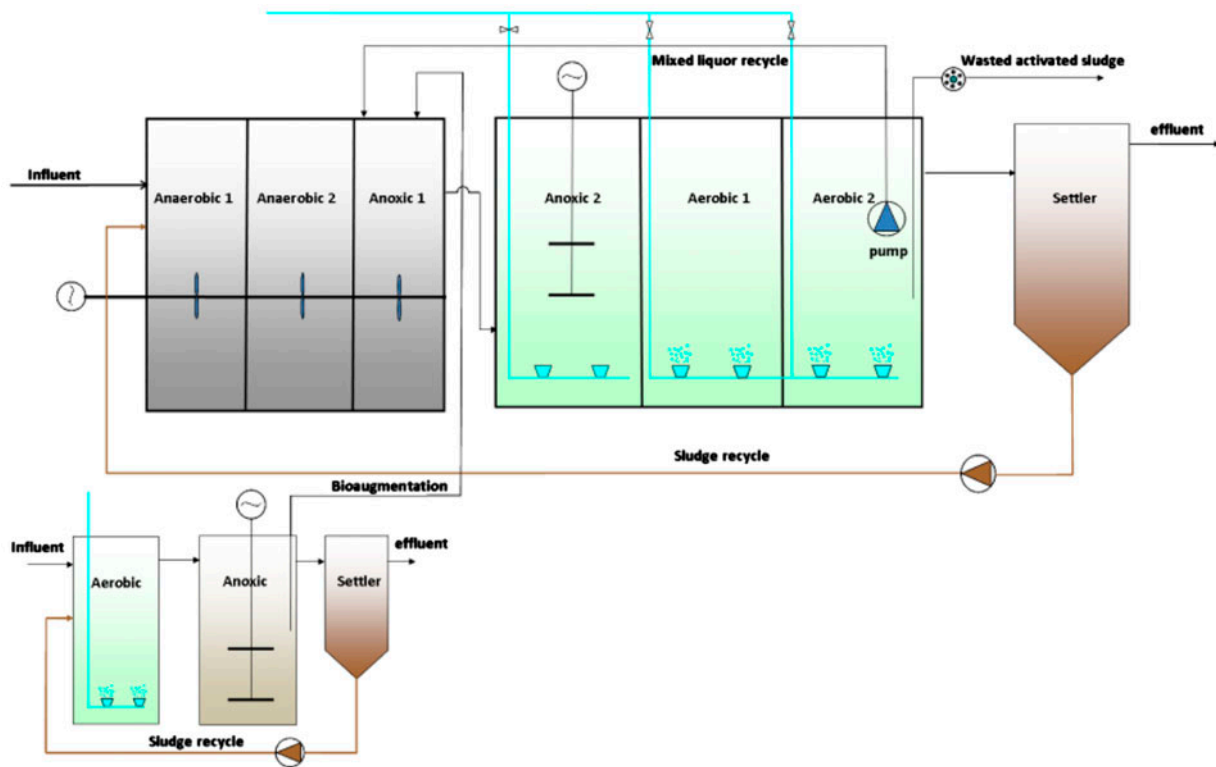 Mixed liquor recycle
Wasted activated sludge
effluent
Influent
Anaerobic 1
Anaerobic 2
Anoxic 1
Anoxic 2
Aerobic 1
Aerobic 2
Settler
pump
Sludge recycle
Bioaugmentation
Influent
effluent
Aerobic
Anoxic
Settler
Sludge recycle